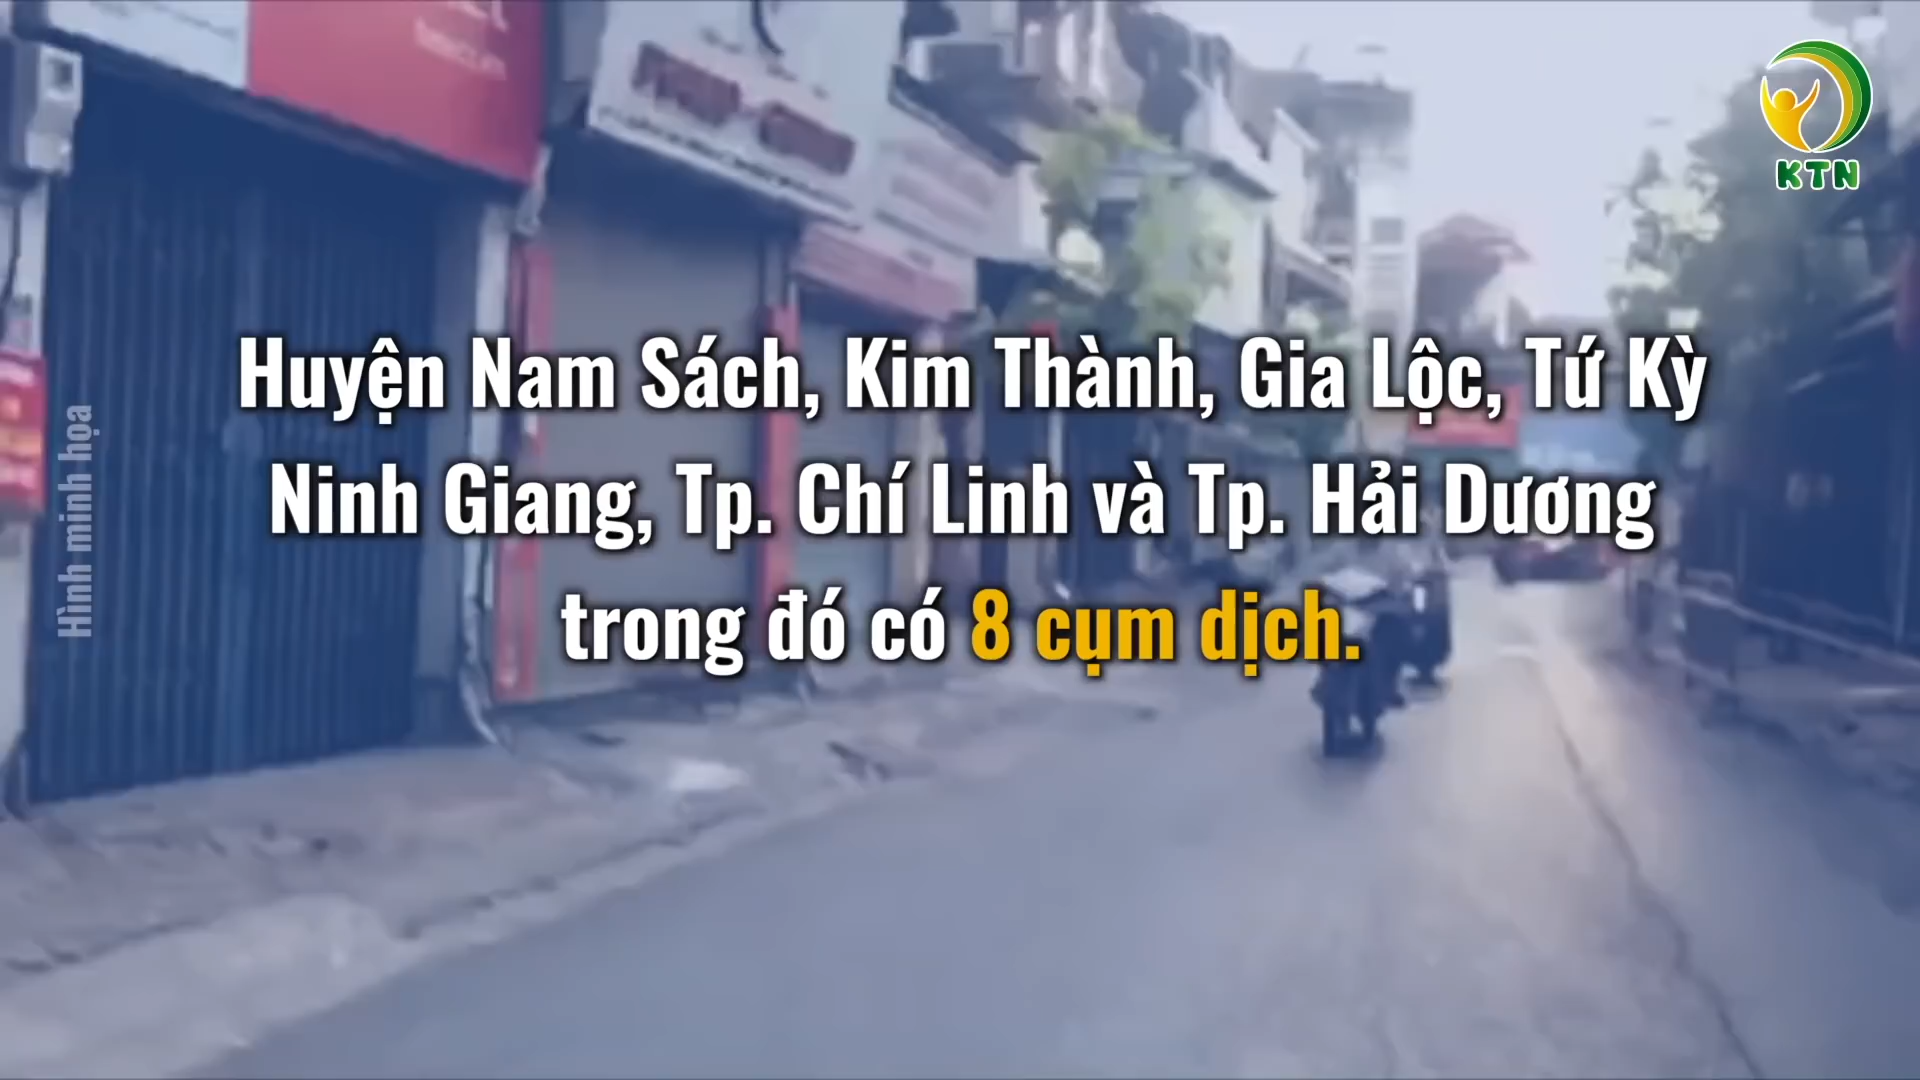 KTN
Huyện Nam Sách, Kim Thành, Gia Lộc, Tứ Kỳ
Ninh Giang, Tp. Chí Linh và Tp. Hải Dương
trong đó có 8 cụm dịch.
Hình minh họa